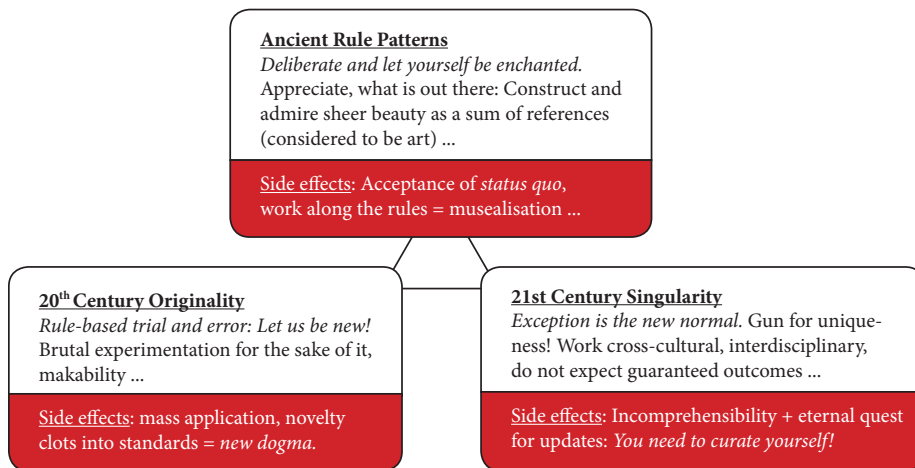 Ancient Rule Patterns
Deliberate and let yourself be enchanted.
Appreciate, what is out there: Construct and
admire sheer beauty as a sum of references
(considered to be art) ...
Side effects: Acceptance of status quo,
work along the rules = musealisation ...
20th Century Originality
Rule-based trial and error: Let us be new!
Brutal experimentation for the sake of it,
makability ...
Side effects: mass application, novelty
clots into standards = new dogma.
21st Century Singularity
Exception is the new normal. Gun for unique-
ness! Work cross-cultural, interdisciplinary,
do not expect guaranteed outcomes ...
Side effects: Incomprehensibility + eternal quest
for updates: You need to curate yourself!